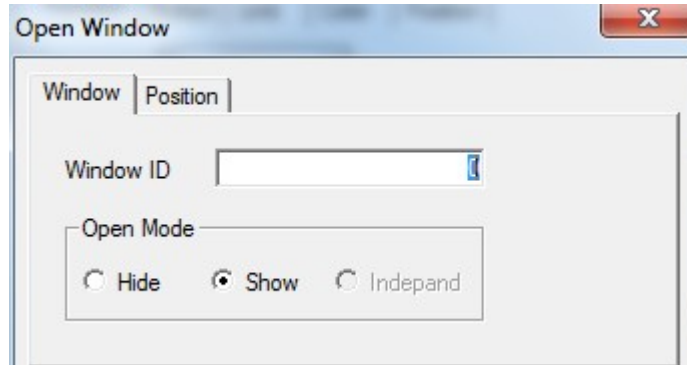 Open Window
Window Position
Window ID 0
Open Mode
Hide Show Indepand